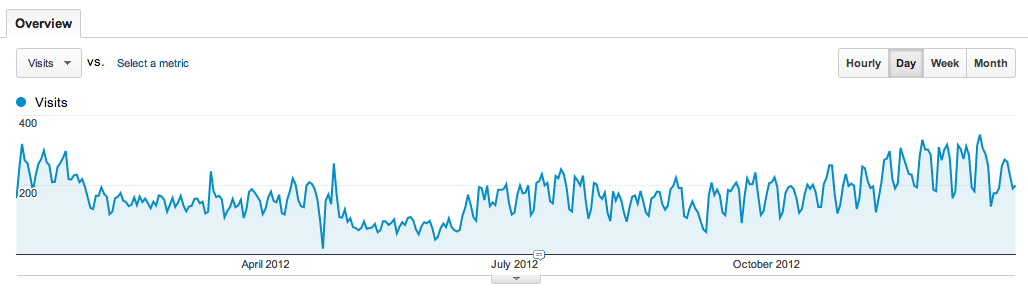 Overview
Visits vs. Select a metric Hourly Day Week Month
Visits
400
200
April 2012 July 2012 October 2012